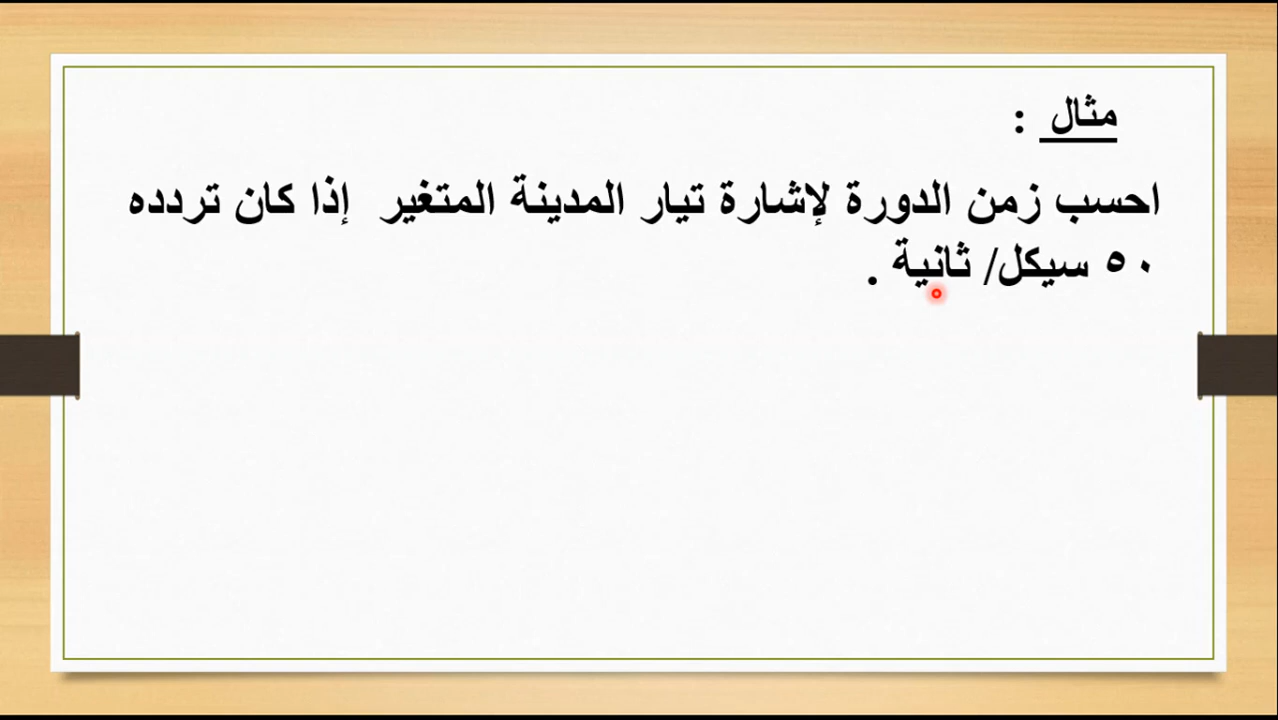 مثال :
احسب زمن الدورة لإشارة تيار المدينة المتغير إذا كان تردده
٥٠ سيكل/ ثانية .